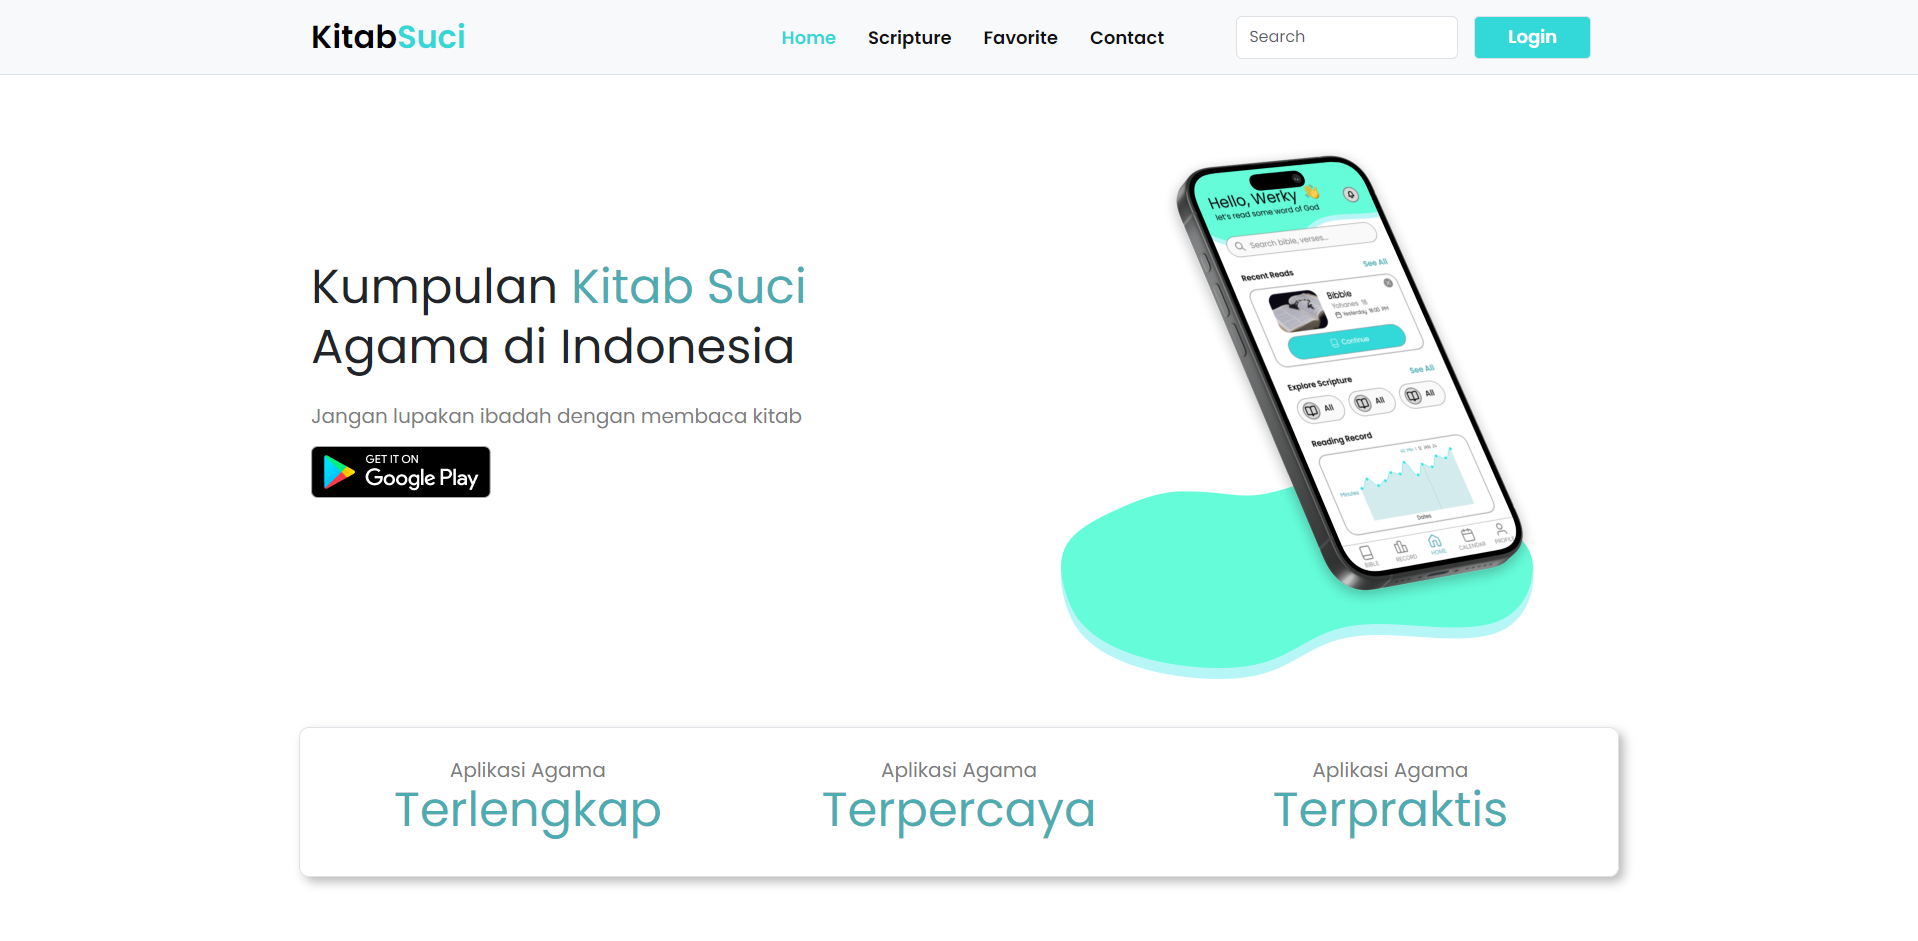 KitabSuci
Home Scripture Favorite Contact
Search
Login
Kumpulan Kitab Suci
Agama di Indonesia
Jangan lupakan ibadah dengan membaca kitab
GET IT ON
Google Play
Hello, Werky 👋
let's read some word of God
Search bible, verses...
Recent Reads See All
Bibble
Yohanes 18
Yesterday, 18:00 PM
Continue
Explore Scripture See All
All All All
Reading Record
Minutes
Dates
BIBLE RECORD HOME CALENDAR PROFILE
Aplikasi Agama
Terlengkap
Aplikasi Agama
Terpercaya
Aplikasi Agama
Terpraktis